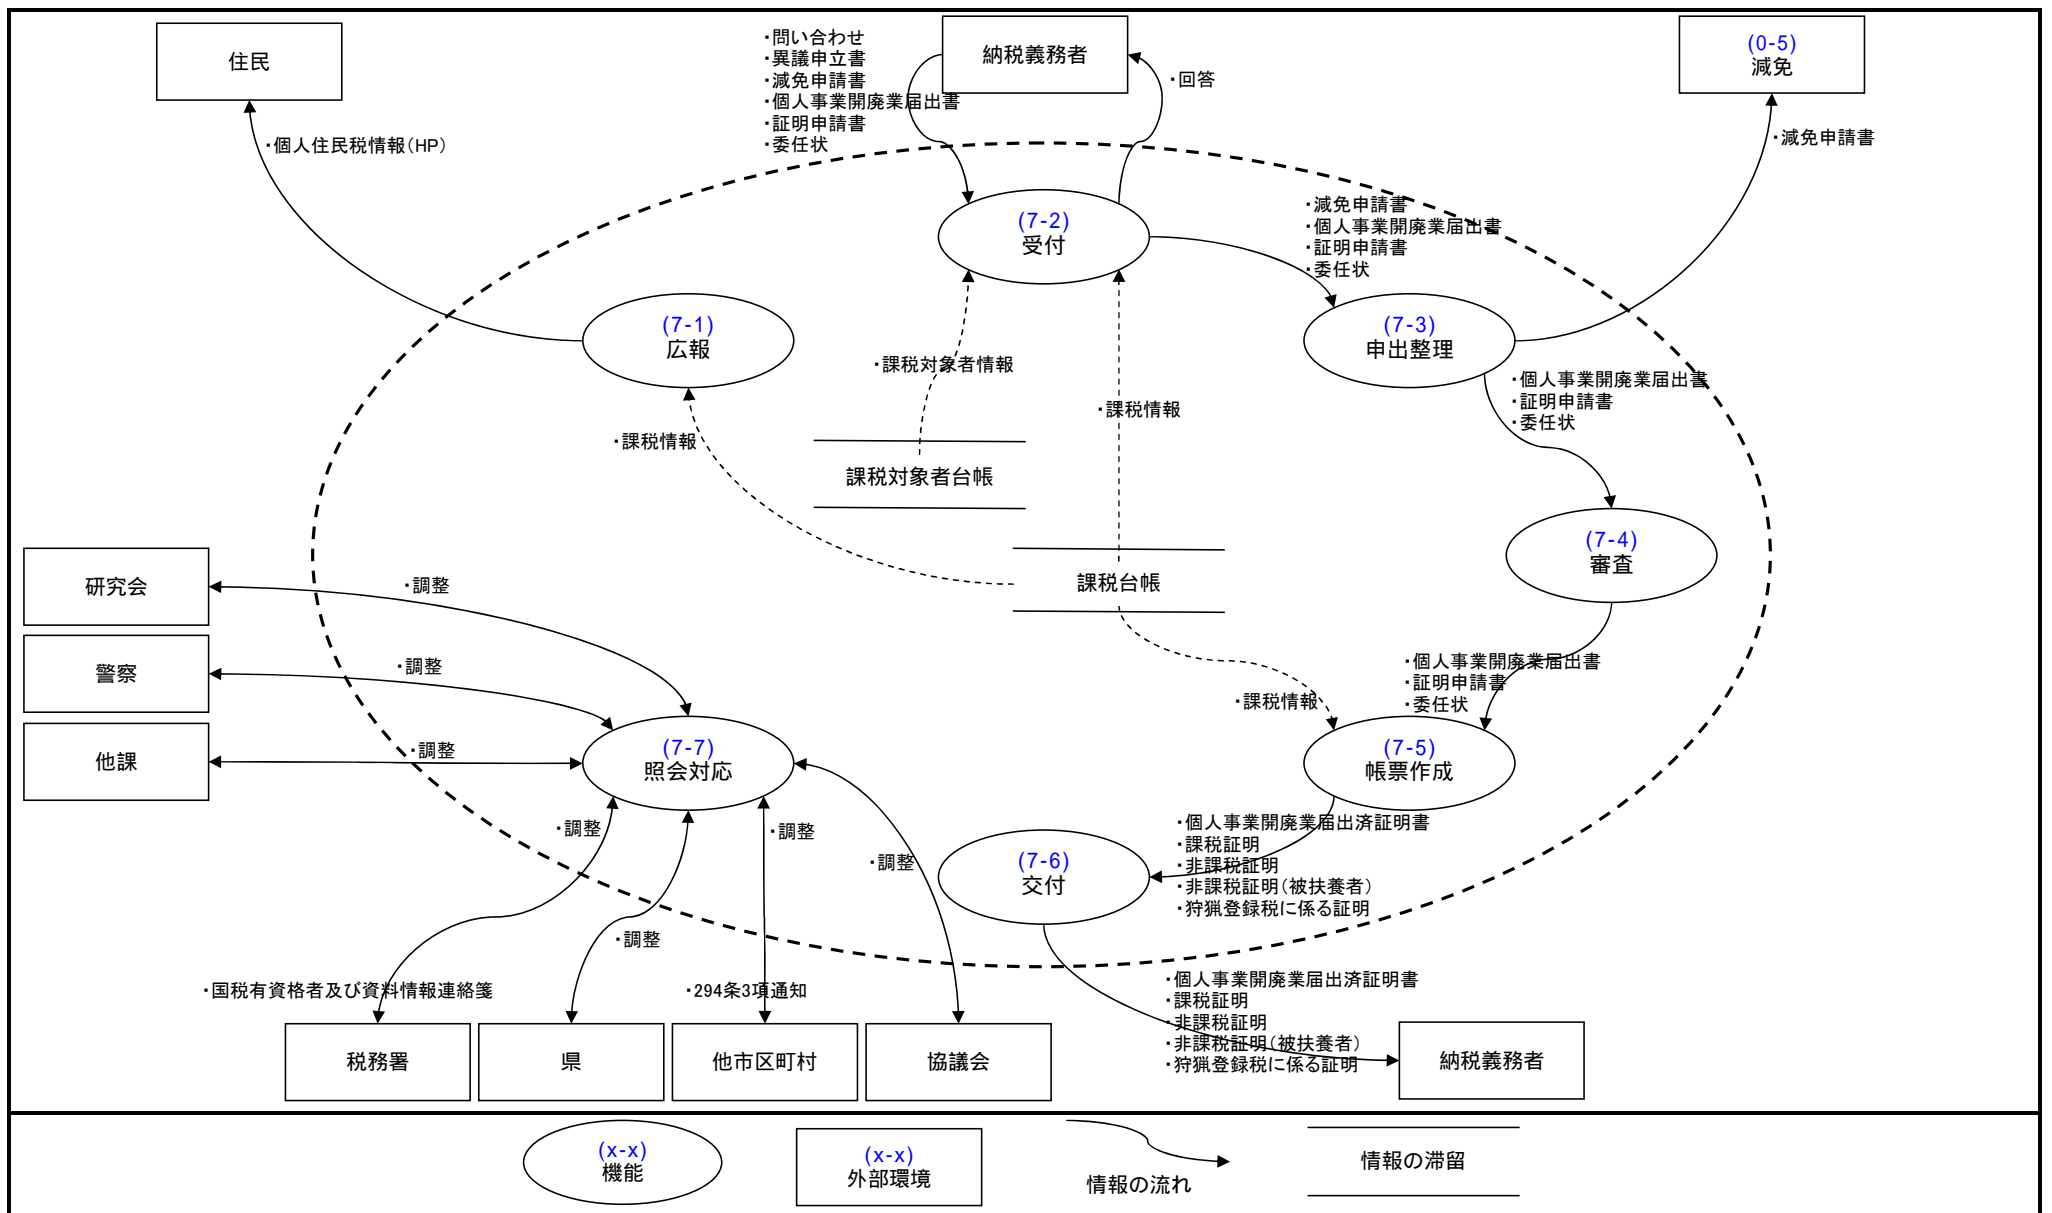 住民
・問い合わせ
・異議申立書
・減免申請書
・個人事業開廃業届出書
・証明申請書
・委任状
納税義務者
・回答
(0-5)
減免
・個人住民税情報(HP)
・減免申請書
(7-2)
受付
・減免申請書
・個人事業開廃業届出書
・証明申請書
・委任状
(7-1)
広報
(7-3)
申出整理
・課税対象者情報
・課税情報
・個人事業開廃業届出書
・証明申請書
・委任状
・課税情報
課税対象者台帳
(7-4)
審査
研究会
・調整
課税台帳
警察
・調整
・個人事業開廃業届出書
・証明申請書
・委任状
・課税情報
他課
・調整
(7-7)
照会対応
(7-5)
帳票作成
・調整
・調整
・調整
・調整
(7-6)
交付
・個人事業開廃業届出済証明書
・課税証明
・非課税証明
・非課税証明(被扶養者)
・狩猟登録税に係る証明
・国税有資格者及び資料情報連絡箋
・294条3項通知
・個人事業開廃業届出済証明書
・課税証明
・非課税証明
・非課税証明(被扶養者)
・狩猟登録税に係る証明
税務署
県
他市区町村
協議会
納税義務者
(x-x)
機能
(x-x)
外部環境
情報の流れ
情報の滞留